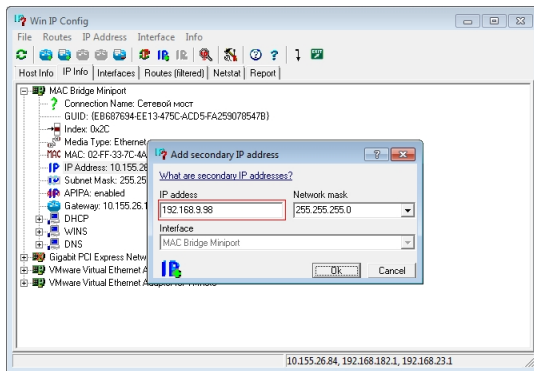 Win IP Config
File Routes IP Address Interface Info
Host Info IP Info Interfaces Routes (filtered) Netstat Report
MAC Bridge Miniport
Connection Name: Сетевой мост
GUID: {EB687694-EE13-475C-ACD5-FA259078547B}
Index: 0x2C
Media Type: Ethernet
MAC: 02-FF-33-7C-4A
IP Address: 10.155.26
Subnet Mask: 255.25
APIPA: enabled
Gateway: 10.155.26.1
DHCP
WINS
DNS
Gigabit PCI Express Netw
VMware Virtual Ethernet A
VMware Virtual Ethernet
Add secondary IP address
What are secondary IP addresses?
IP addess
Network mask
192.168.9.98
255.255.255.0
Interface
MAC Bridge Miniport
Ok
Cancel
10.155.26.84, 192.168.182.1, 192.168.23.1